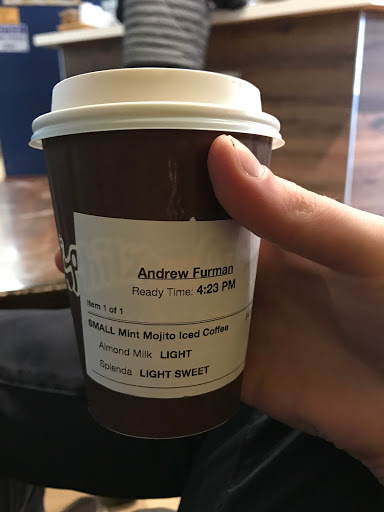 Andrew Furman
Ready Time: 4:23 PM
Item 1 of 1
SMALL Mint Mojito Iced Coffee
Almond Milk LIGHT
Splenda LIGHT SWEET